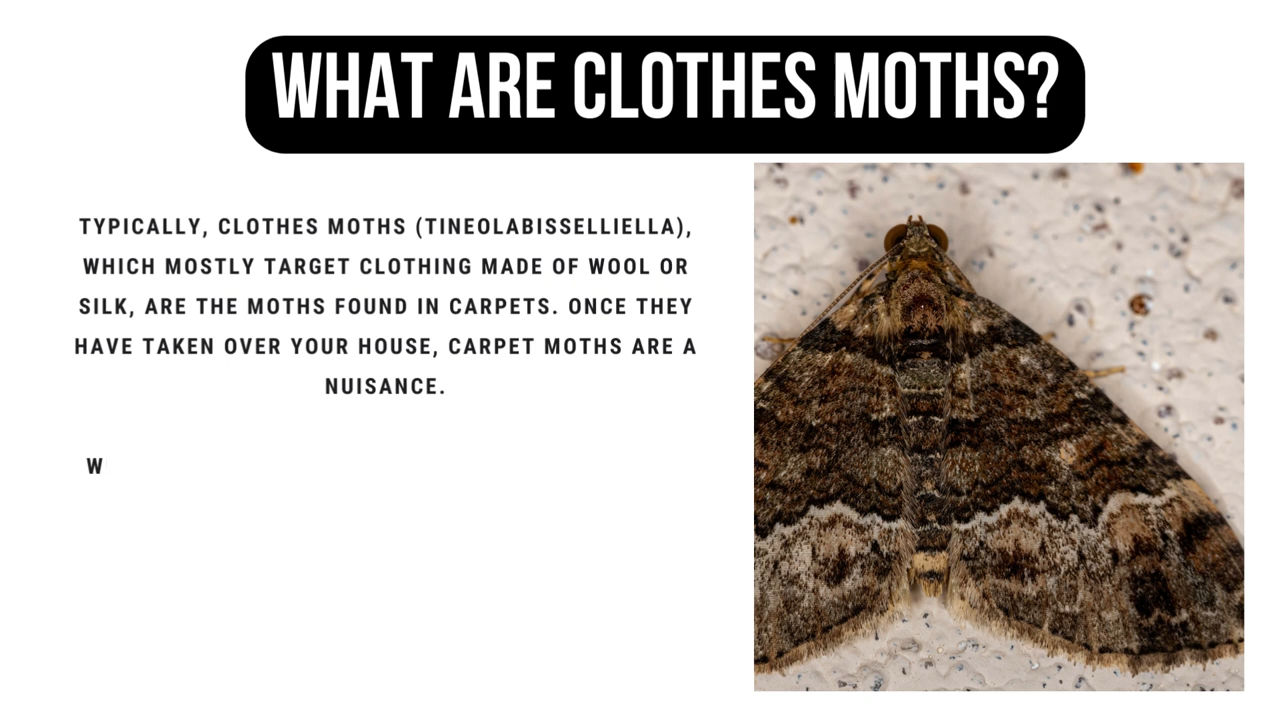 WHAT ARE CLOTHES MOTHS?
TYPICALLY, CLOTHES MOTHS (TINEOLABISSELLIELLA),
WHICH MOSTLY TARGET CLOTHING MADE OF WOOL OR
SILK, ARE THE MOTHS FOUND IN CARPETS. ONCE THEY
HAVE TAKEN OVER YOUR HOUSE, CARPET MOTHS ARE A
NUISANCE.
W